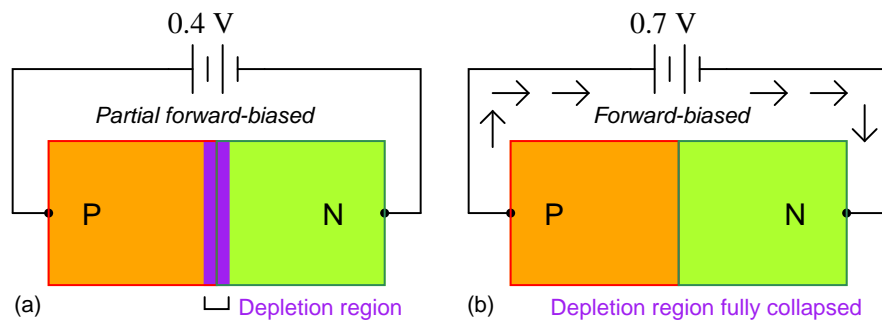 0.4 V
Partial forward-biased
P
N
(a)
Depletion region
0.7 V
Forward-biased
P
N
(b)
Depletion region fully collapsed